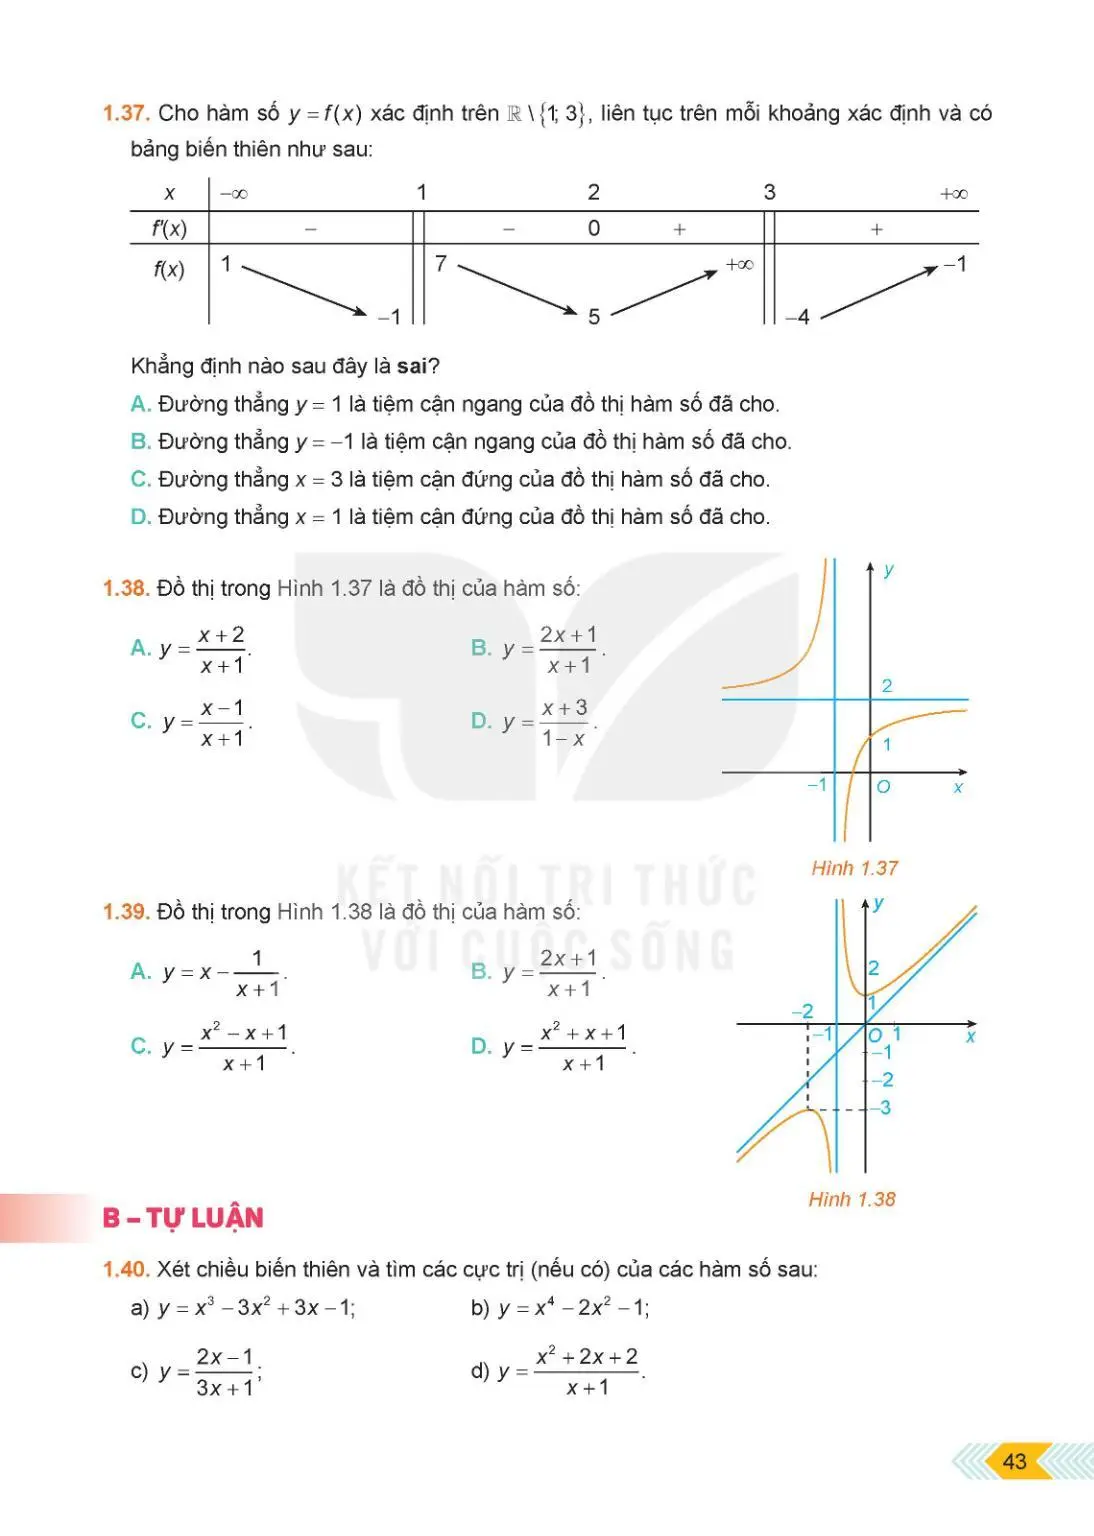 1.37. Cho hàm số y = f(x) xác định trên ℝ \ {1; 3}, liên tục trên mỗi khoảng xác định và có
bảng biến thiên như sau:
x −∞ 1 2 3 +∞
f'(x) − − 0 + +
f(x) 1 7 +∞ −1
−1 5 −4
Khẳng định nào sau đây là sai?
A. Đường thẳng y = 1 là tiệm cận ngang của đồ thị hàm số đã cho.
B. Đường thẳng y = −1 là tiệm cận ngang của đồ thị hàm số đã cho.
C. Đường thẳng x = 3 là tiệm cận đứng của đồ thị hàm số đã cho.
D. Đường thẳng x = 1 là tiệm cận đứng của đồ thị hàm số đã cho.
1.38. Đồ thị trong Hình 1.37 là đồ thị của hàm số:
A. y = (x + 2)/(x + 1). B. y = (2x + 1)/(x + 1).
C. y = (x − 1)/(x + 1). D. y = (x + 3)/(1 − x).
y
2
1
−1 O x
Hình 1.37
KẾT NỐI TRI THỨC
VỚI CUỘC SỐNG
1.39. Đồ thị trong Hình 1.38 là đồ thị của hàm số:
A. y = x − 1/(x + 1). B. y = (2x + 1)/(x + 1).
C. y = (x² − x + 1)/(x + 1). D. y = (x² + x + 1)/(x + 1).
y
2
1
−2
−1 O 1 x
−1
−2
−3
Hình 1.38
B – TỰ LUẬN
1.40. Xét chiều biến thiên và tìm các cực trị (nếu có) của các hàm số sau:
a) y = x³ − 3x² + 3x − 1; b) y = x⁴ − 2x² − 1;
c) y = (2x − 1)/(3x + 1); d) y = (x² + 2x + 2)/(x + 1).
43